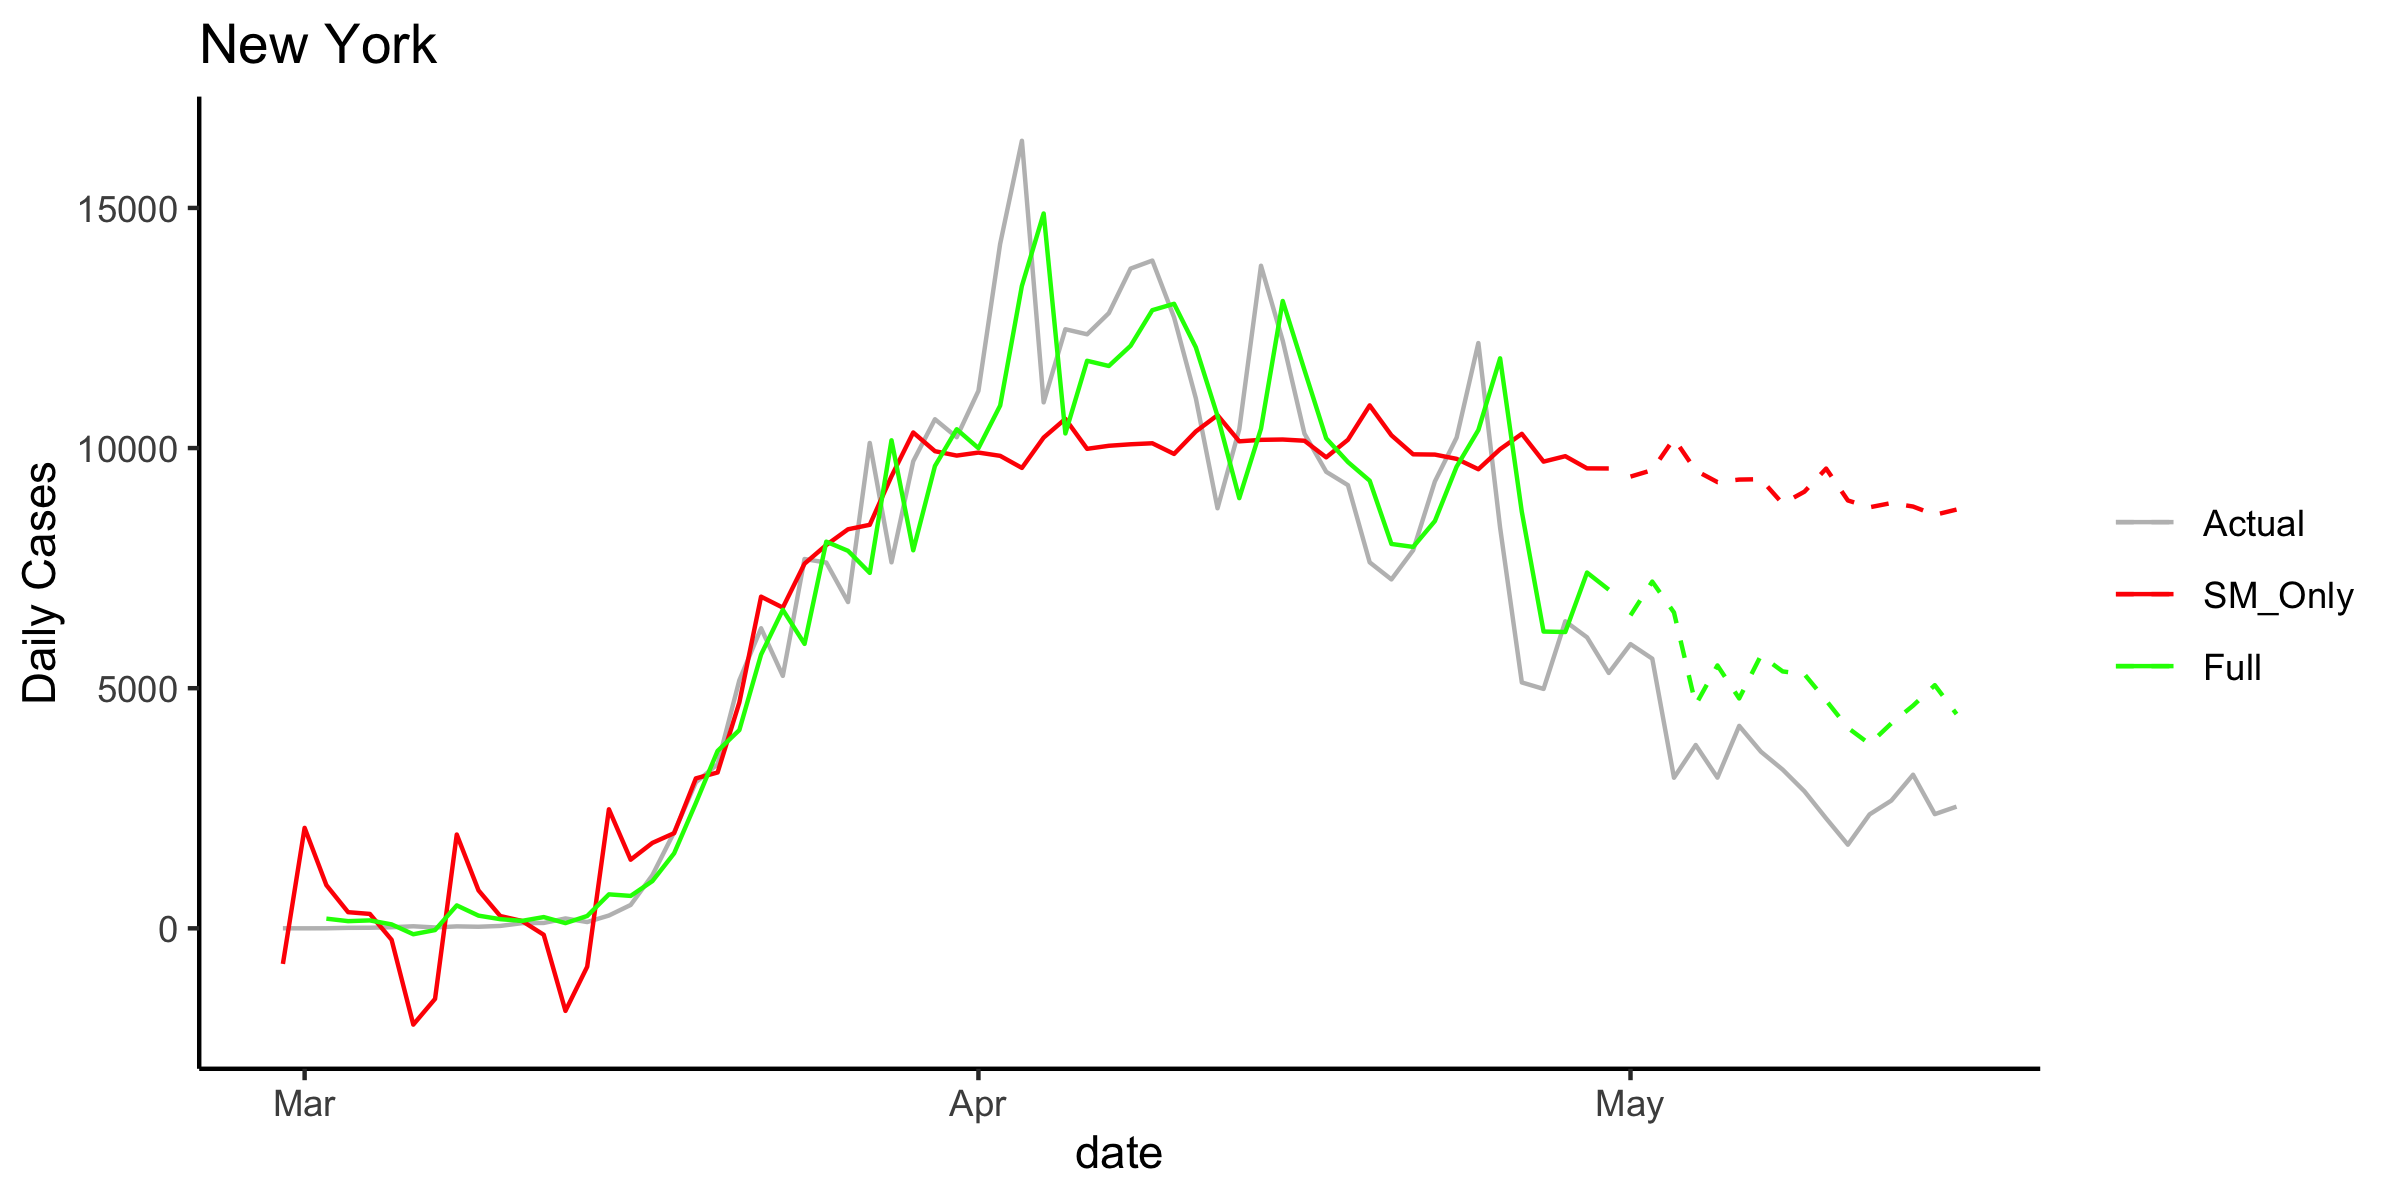 New York
Daily Cases
15000
10000
5000
0
Mar
Apr
May
date
Actual
SM_Only
Full